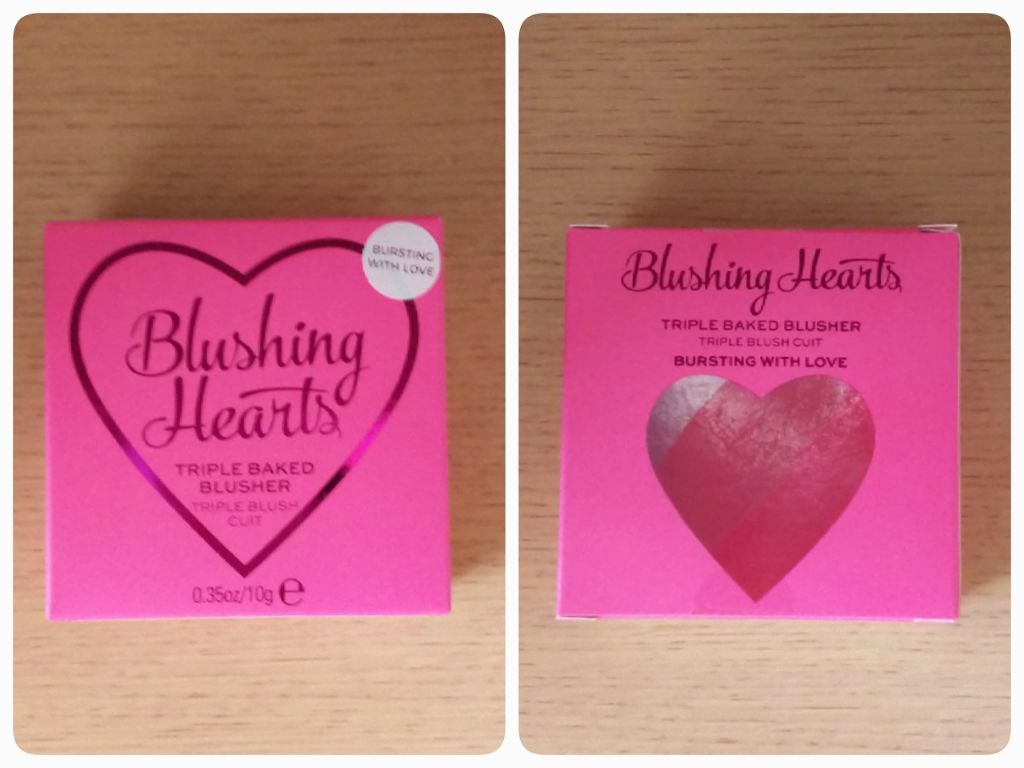 BURSTING
WITH LOVE
Blushing
Hearts
TRIPLE BAKED
BLUSHER
TRIPLE BLUSH
CUIT
0.35oz/10g e
Blushing Hearts
TRIPLE BAKED BLUSHER
TRIPLE BLUSH CUIT
BURSTING WITH LOVE